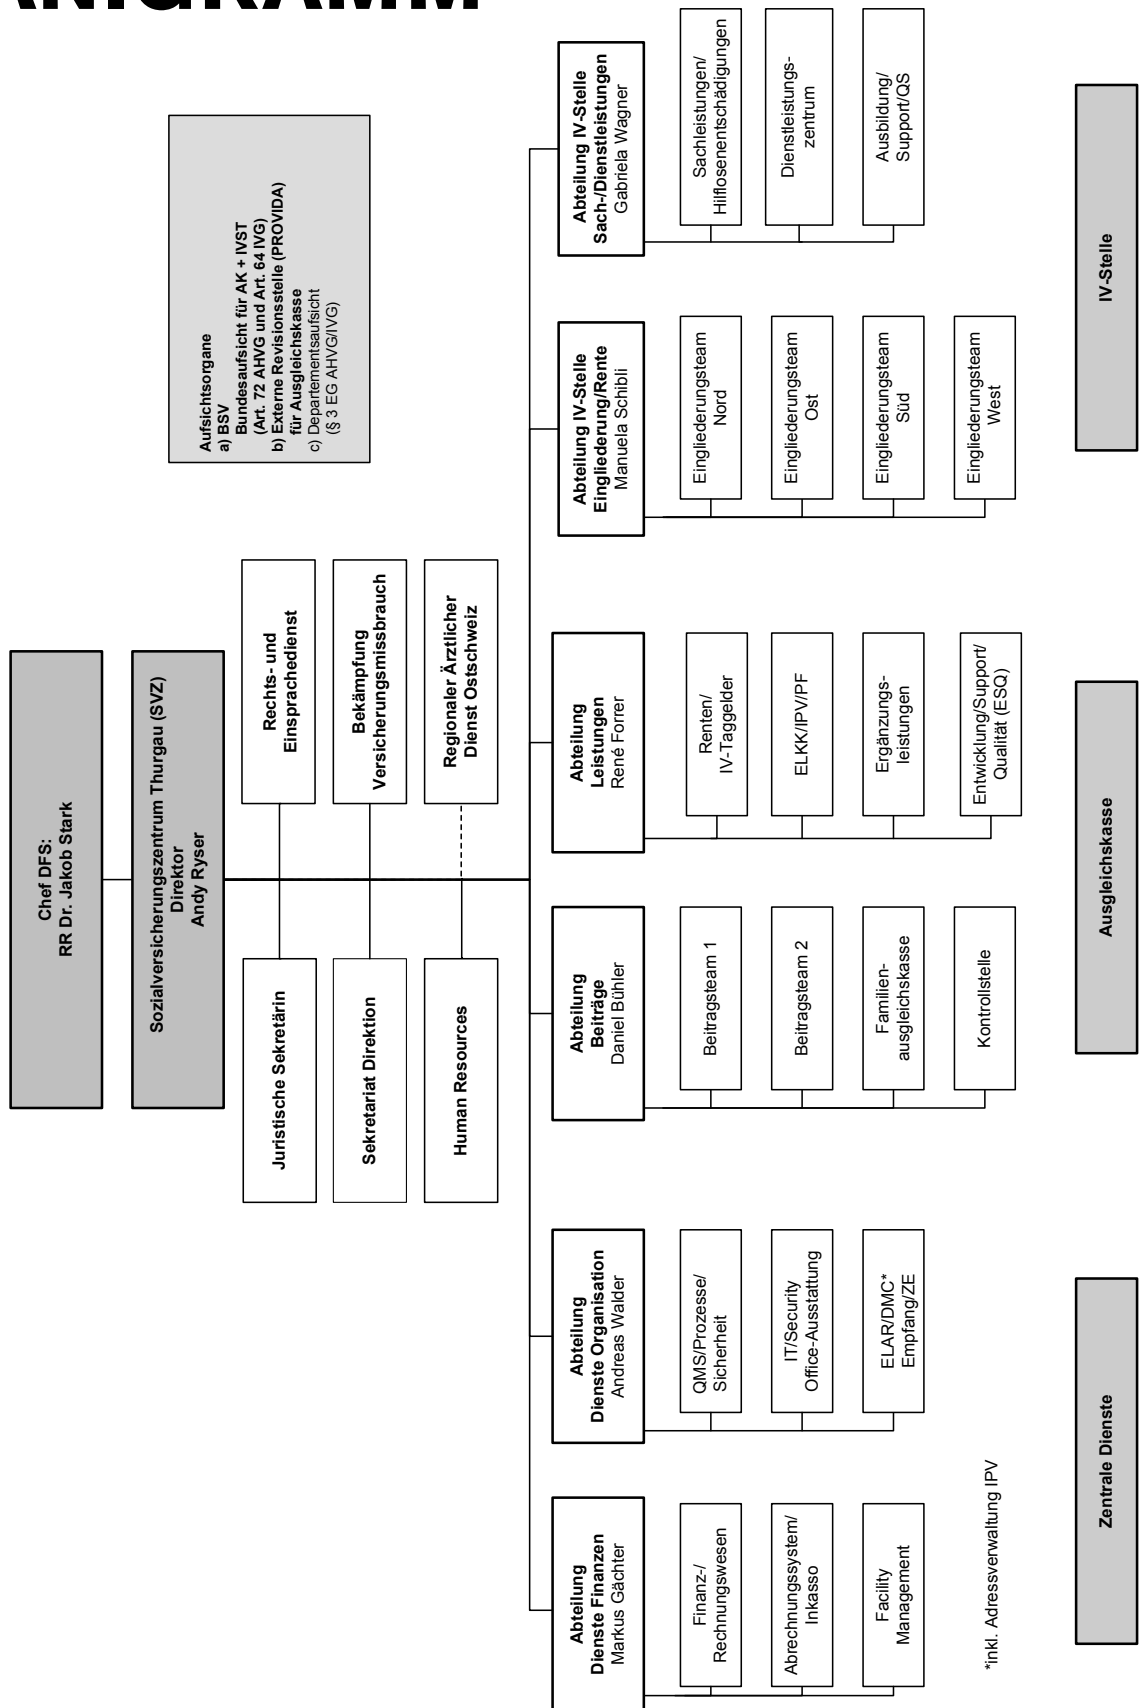 ANIGRAMM
Chef DFS:
RR Dr. Jakob Stark
Sozialversicherungszentrum Thurgau (SVZ)
Direktor
Andy Ryser
Aufsichtsorgane
a) BSV
Bundesaufsicht für AK + IVST
(Art. 72 AHVG und Art. 64 IVG)
b) Externe Revisionsstelle (PROVIDA)
für Ausgleichskasse
c) Departementsaufsicht
(§ 3 EG AHVG/IVG)
Juristische Sekretärin
Rechts- und
Einsprachedienst
Sekretariat Direktion
Bekämpfung
Versicherungsmissbrauch
Human Resources
Regionaler Ärztlicher
Dienst Ostschweiz
Abteilung
Dienste Finanzen
Markus Gächter
Finanz-/
Rechnungswesen
Abrechnungssystem/
Inkasso
Facility
Management
Abteilung
Dienste Organisation
Andreas Walder
QMS/Prozesse/
Sicherheit
IT/Security
Office-Ausstattung
ELAR/DMC*
Empfang/ZE
Abteilung
Beiträge
Daniel Bühler
Beitragsteam 1
Beitragsteam 2
Familien-
ausgleichskasse
Kontrollstelle
Abteilung
Leistungen
René Forrer
Renten/
IV-Taggelder
ELKK/IPV/PF
Ergänzungs-
leistungen
Entwicklung/Support/
Qualität (ESQ)
Abteilung IV-Stelle
Eingliederung/Rente
Manuela Schibli
Eingliederungsteam
Nord
Eingliederungsteam
Ost
Eingliederungsteam
Süd
Eingliederungsteam
West
Abteilung IV-Stelle
Sach-/Dienstleistungen
Gabriela Wagner
Sachleistungen/
Hilflosenentschädigungen
Dienstleistungs-
zentrum
Ausbildung/
Support/QS
*inkl. Adressverwaltung IPV
Zentrale Dienste
Ausgleichskasse
IV-Stelle